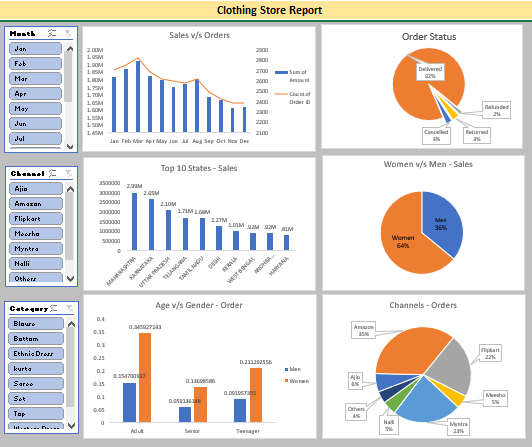 Clothing Store Report
Month
Jan
Feb
Mar
Apr
May
Jun
Jul
Sales v/s Orders
2.00M
1.95M
1.90M
1.85M
1.80M
1.75M
1.70M
1.65M
1.60M
1.55M
1.50M
1.45M
2900
2800
2700
2600
2500
2400
2300
2200
2100
Jan Feb Mar Apr May Jun Jul Aug Sep Oct Nov Dec
Sum of Amount
Count of Order ID
Order Status
Delivered 92%
Refunded 2%
Returned 3%
Cancelled 3%
Channel
Ajio
Amazon
Flipkart
Meesho
Myntra
Nalli
Others
Top 10 States - Sales
3500000
3000000
2500000
2000000
1500000
1000000
500000
0
2.99M
2.65M
2.10M
1.71M
1.68M
1.27M
1.01M
.92M
.92M
.81M
MAHARASHTRA
KARNATAKA
UTTAR PRADESH
TELANGANA
TAMIL NADU
DELHI
KERALA
WEST BENGAL
ANDHRA...
HARYANA
Women v/s Men - Sales
Men 36%
Women 64%
Category
Blouse
Bottom
Ethnic Dress
kurta
Saree
Set
Top
Western Dress
Age v/s Gender - Order
0.4
0.35
0.3
0.25
0.2
0.15
0.1
0.05
0
0.345927143
0.13698586
0.211292556
Adult
Senior
Teenager
Men
Women
Channels - Orders
Amazon 35%
Flipkart 22%
Meesho 5%
Myntra 23%
Nalli 5%
Others 4%
Ajio 6%